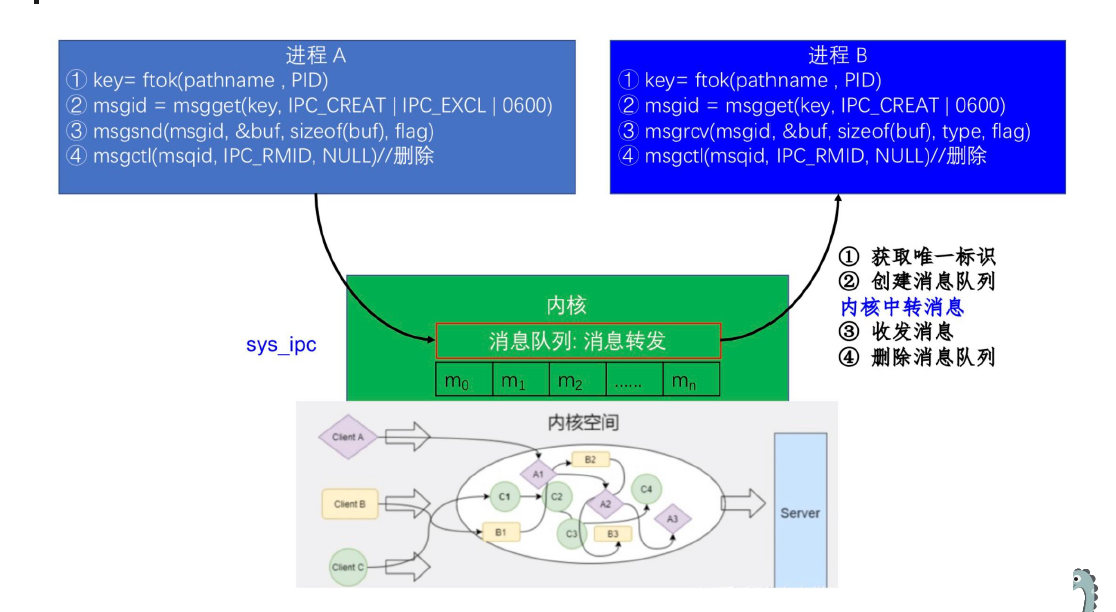 进程 A
① key= ftok(pathname , PID)
② msgid = msgget(key, IPC_CREAT | IPC_EXCL | 0600)
③ msgsnd(msgid, &buf, sizeof(buf), flag)
④ msgctl(msqid, IPC_RMID, NULL)//删除
进程 B
① key= ftok(pathname , PID)
② msgid = msgget(key, IPC_CREAT | 0600)
③ msgrcv(msgid, &buf, sizeof(buf), type, flag)
④ msgctl(msqid, IPC_RMID, NULL)//删除
① 获取唯一标识
② 创建消息队列
内核中转消息
③ 收发消息
④ 删除消息队列
sys_ipc
内核
消息队列: 消息转发
m0 m1 m2 ...... mn
内核空间
Client A
Client B
Client C
A1
B2
C1
C2
A2
C4
A3
B1
C3
B3
Server